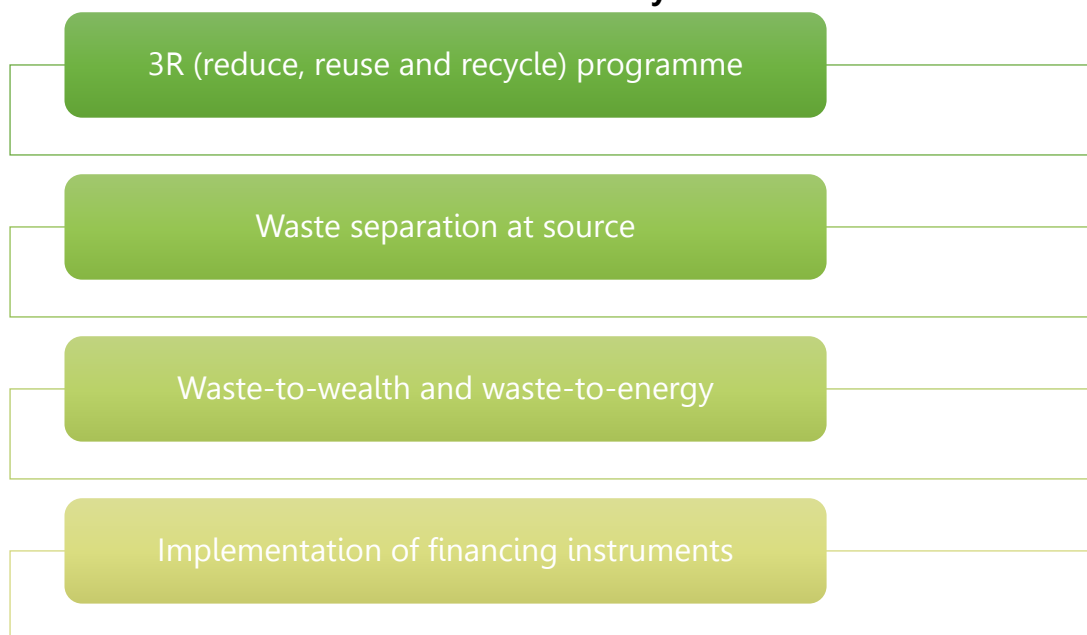 3R (reduce, reuse and recycle) programme
Waste separation at source
Waste-to-wealth and waste-to-energy
Implementation of financing instruments